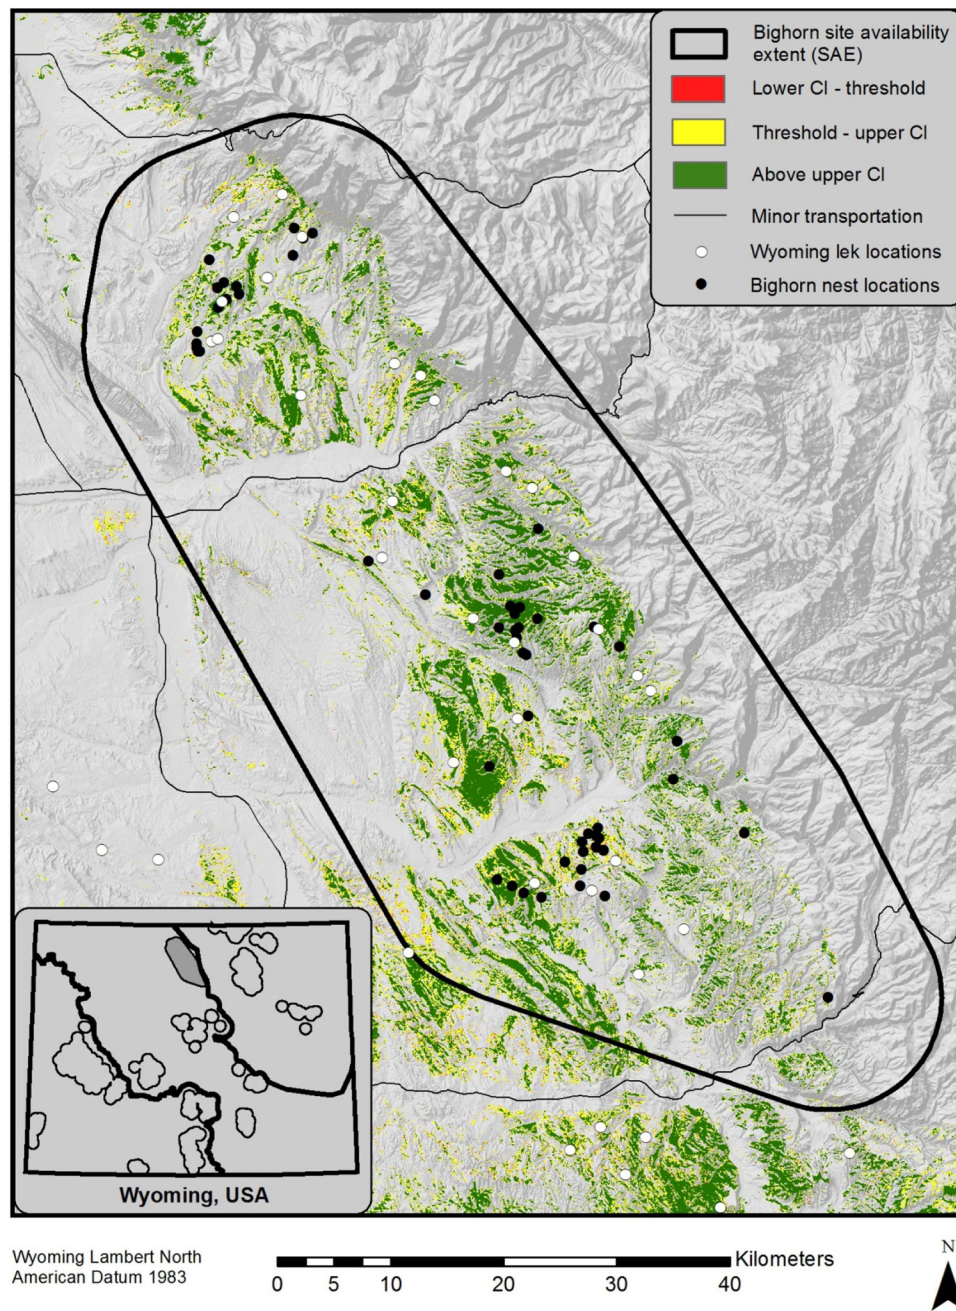 Bighorn site availability
extent (SAE)
Lower CI - threshold
Threshold - upper CI
Above upper CI
Minor transportation
Wyoming lek locations
Bighorn nest locations
Wyoming, USA
Wyoming Lambert North
American Datum 1983
Kilometers
0 5 10 20 30 40
N